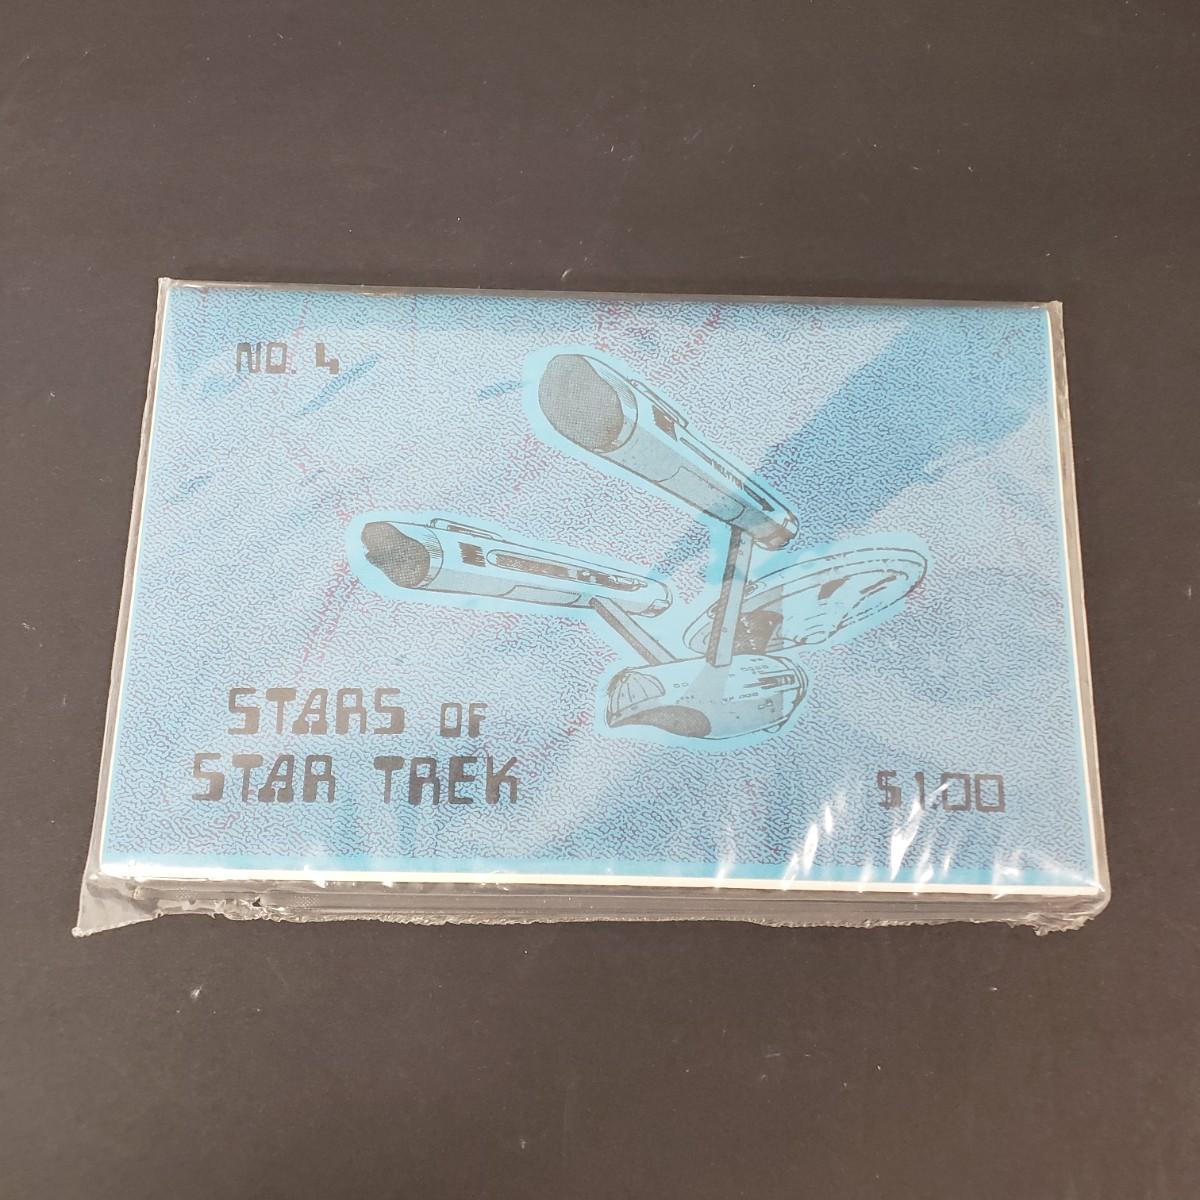 NO. 4
STARS OF
STAR TREK
$1.00